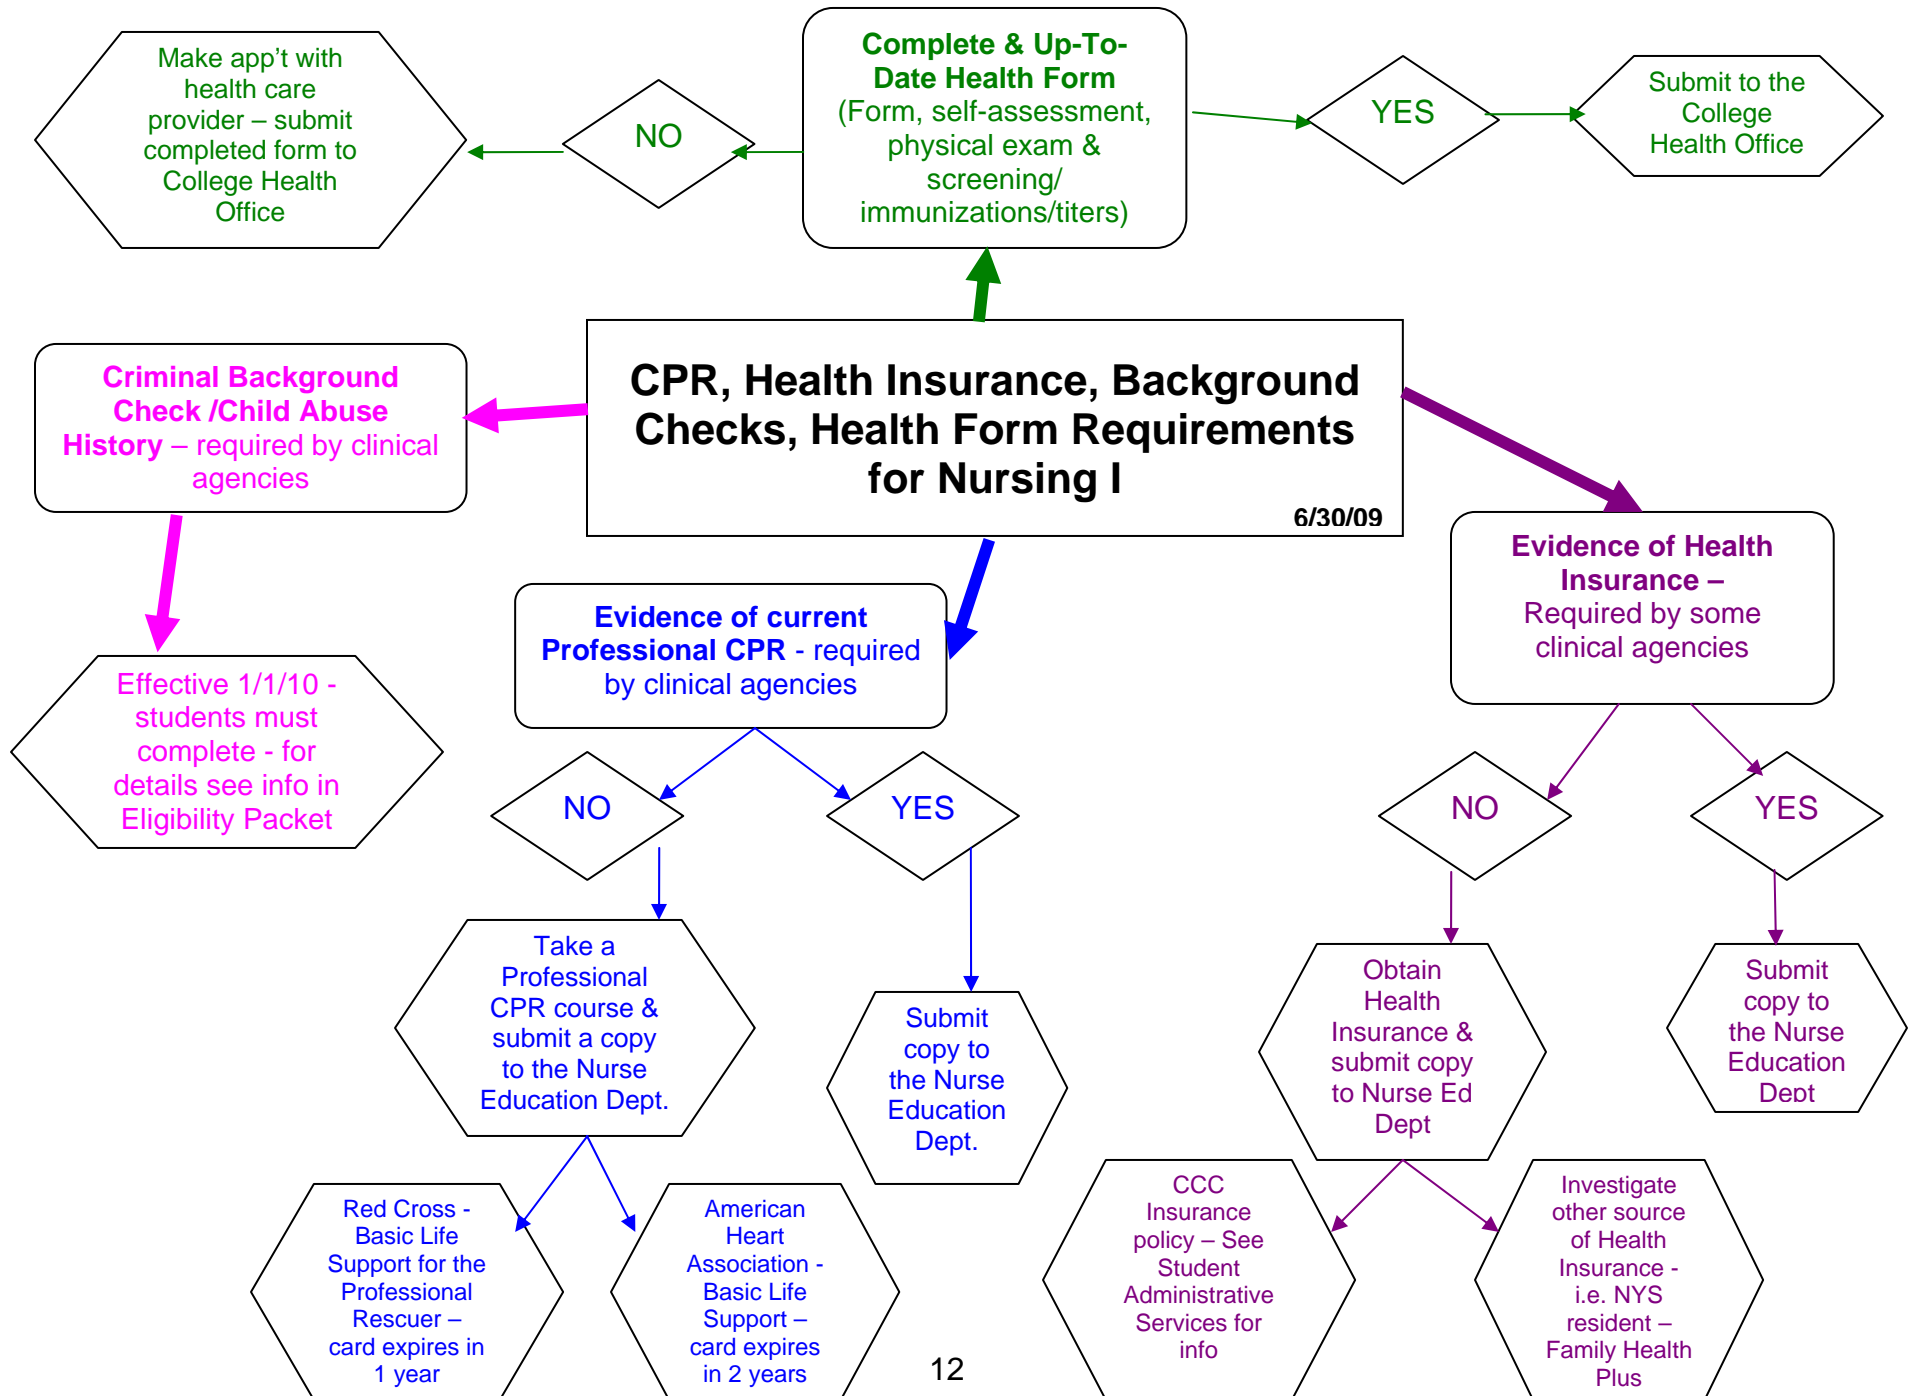 Make app’t with
health care
provider – submit
completed form to
College Health
Office
NO
Complete & Up-To-
Date Health Form
(Form, self-assessment,
physical exam &
screening/
immunizations/titers)
YES
Submit to the
College
Health Office
Criminal Background
Check /Child Abuse
History – required by clinical
agencies
CPR, Health Insurance, Background
Checks, Health Form Requirements
for Nursing I
6/30/09
Effective 1/1/10 -
students must
complete - for
details see info in
Eligibility Packet
Evidence of current
Professional CPR - required
by clinical agencies
Evidence of Health
Insurance –
Required by some
clinical agencies
NO
YES
NO
YES
Take a
Professional
CPR course &
submit a copy
to the Nurse
Education Dept.
Submit
copy to
the Nurse
Education
Dept.
Obtain
Health
Insurance &
submit copy
to Nurse Ed
Dept
Submit
copy to
the Nurse
Education
Dept
Red Cross -
Basic Life
Support for the
Professional
Rescuer –
card expires in
1 year
American
Heart
Association -
Basic Life
Support –
card expires
in 2 years
CCC
Insurance
policy – See
Student
Administrative
Services for
info
Investigate
other source
of Health
Insurance -
i.e. NYS
resident –
Family Health
Plus
12